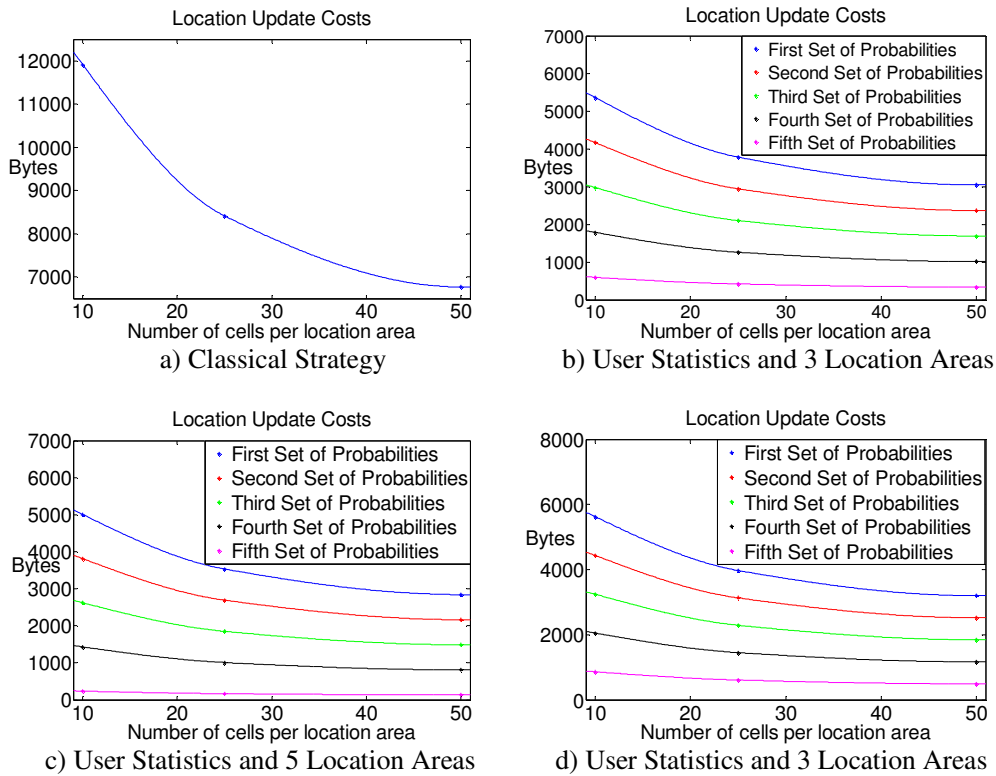 Location Update Costs
12000
11000
10000
Bytes
9000
8000
7000
10 20 30 40 50
Number of cells per location area
a) Classical Strategy
Location Update Costs
7000
6000
5000
4000
Bytes
3000
2000
1000
0
First Set of Probabilities
Second Set of Probabilities
Third Set of Probabilities
Fourth Set of Probabilities
Fifth Set of Probabilities
10 20 30 40 50
Number of cells per location area
b) User Statistics and 3 Location Areas
Location Update Costs
7000
6000
5000
4000
Bytes
3000
2000
1000
0
First Set of Probabilities
Second Set of Probabilities
Third Set of Probabilities
Fourth Set of Probabilities
Fifth Set of Probabilities
10 20 30 40 50
Number of cells per location area
c) User Statistics and 5 Location Areas
Location Update Costs
8000
6000
Bytes
4000
2000
0
First Set of Probabilities
Second Set of Probabilities
Third Set of Probabilities
Fourth Set of Probabilities
Fifth Set of Probabilities
10 20 30 40 50
Number of cells per location area
d) User Statistics and 3 Location Areas